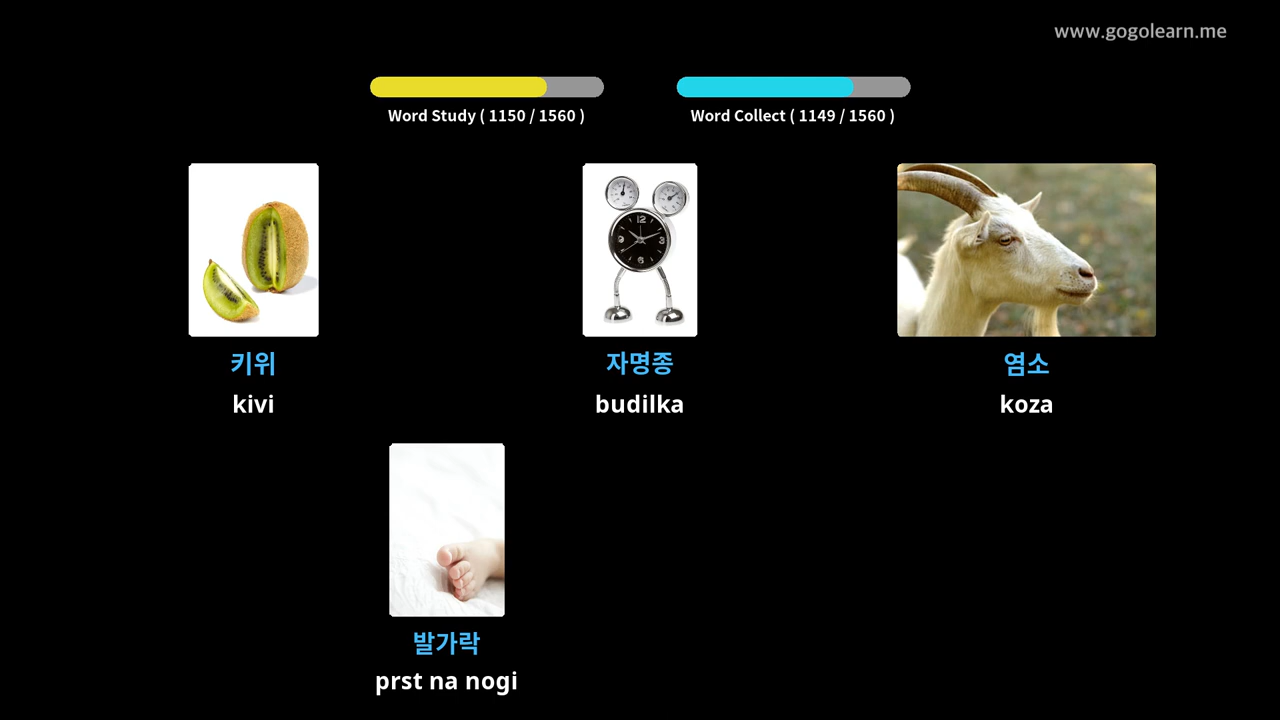 www.gogolearn.me
Word Study ( 1150 / 1560 )
Word Collect ( 1149 / 1560 )
키위
kivi
자명종
budilka
염소
koza
발가락
prst na nogi